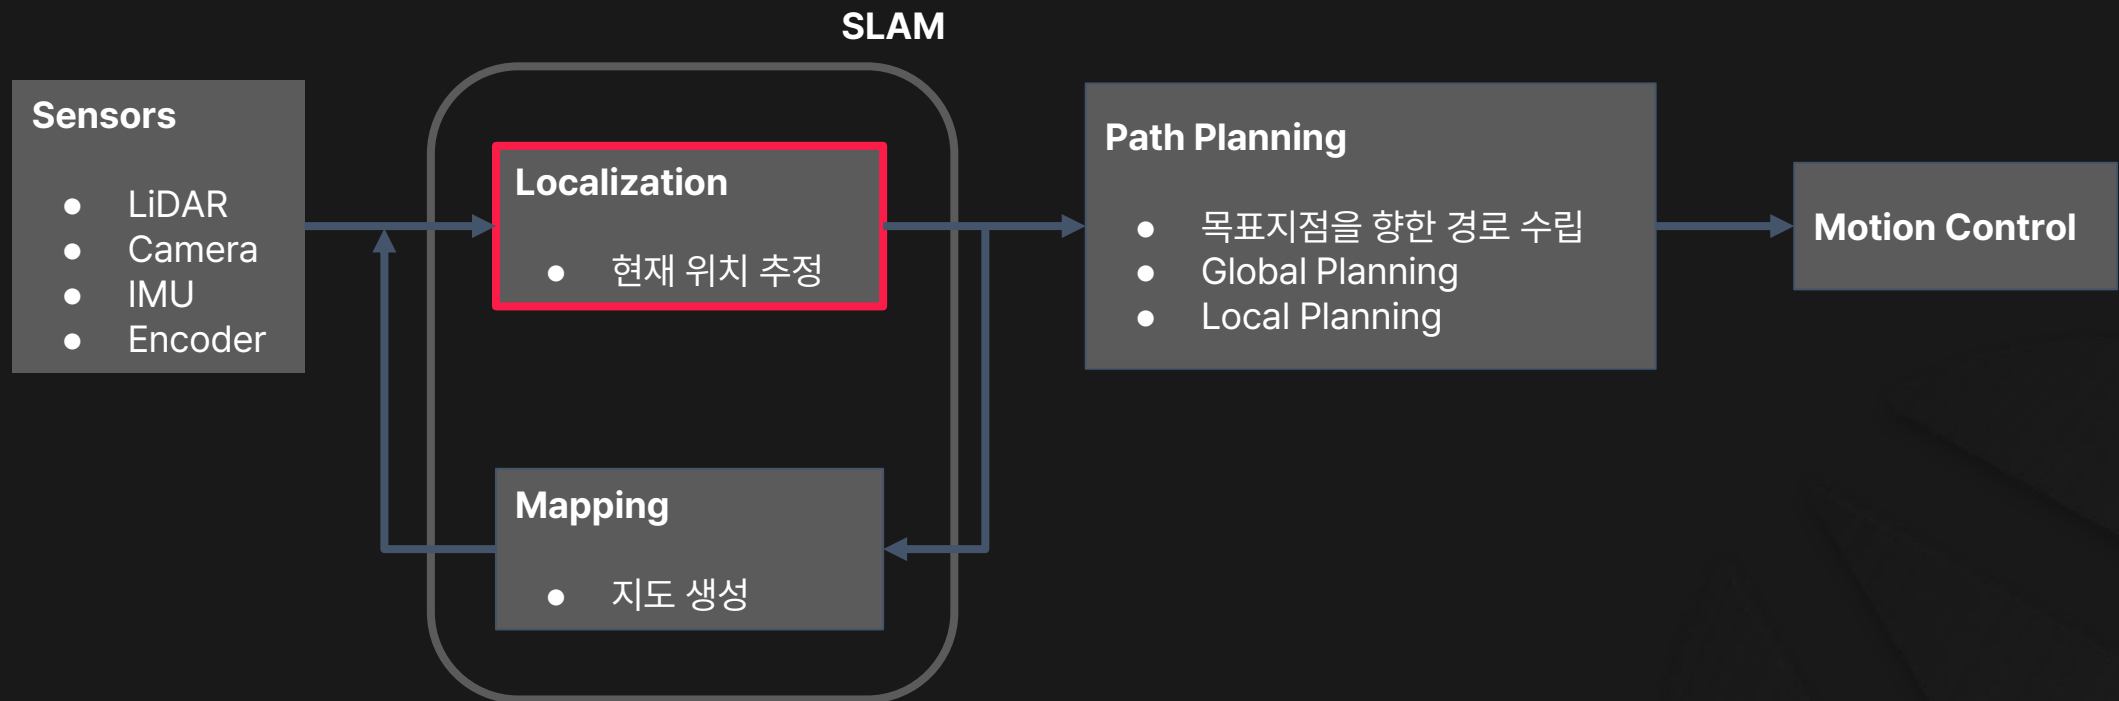 SLAM
Sensors
● LiDAR
● Camera
● IMU
● Encoder
Localization
● 현재 위치 추정
Mapping
● 지도 생성
Path Planning
● 목표지점을 향한 경로 수립
● Global Planning
● Local Planning
Motion Control